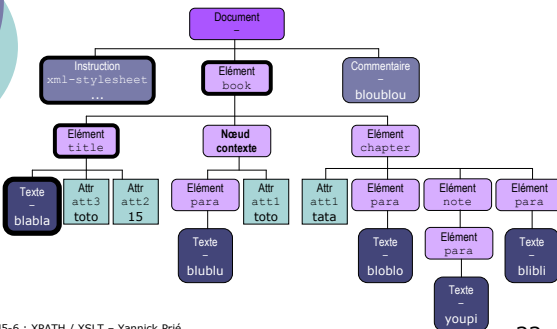 Document
–
Instruction
xml-stylesheet
...
Elément
book
Commentaire
–
bloublou
Elément
title
Nœud
contexte
Elément
chapter
Texte
–
blabla
Attr
att3
toto
Attr
att2
15
Elément
para
Attr
att1
toto
Attr
att1
tata
Elément
para
Elément
note
Elément
para
Texte
–
blublu
Texte
–
bloblo
Elément
para
Texte
–
blibli
Texte
–
youpi
5-6 : XPATH / XSLT – Yannick Prié